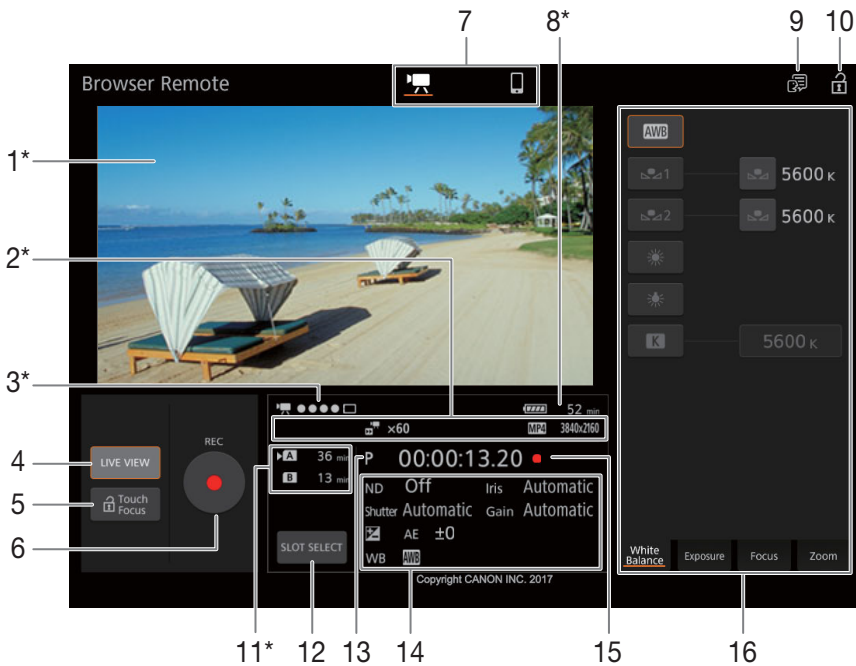 7 8* 9 10
Browser Remote
1*
AWB
1 5600 K
2 5600 K
2*
K 5600 K
3*
52 min
×60 MP4 3840x2160
REC
4 LIVE VIEW
A 36 min P 00:00:13.20
B 13 min
5 Touch
Focus
6
ND Off Iris Automatic
Shutter Automatic Gain Automatic
AE ±0
SLOT SELECT
WB AWB
White
Balance Exposure Focus Zoom
Copyright CANON INC. 2017
11* 12 13 14 15 16